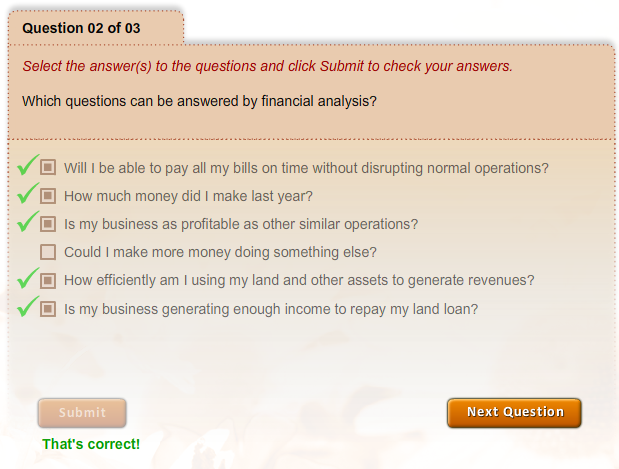 Question 02 of 03
Select the answer(s) to the questions and click Submit to check your answers.
Which questions can be answered by financial analysis?
Will I be able to pay all my bills on time without disrupting normal operations?
How much money did I make last year?
Is my business as profitable as other similar operations?
Could I make more money doing something else?
How efficiently am I using my land and other assets to generate revenues?
Is my business generating enough income to repay my land loan?
Submit
Next Question
That's correct!